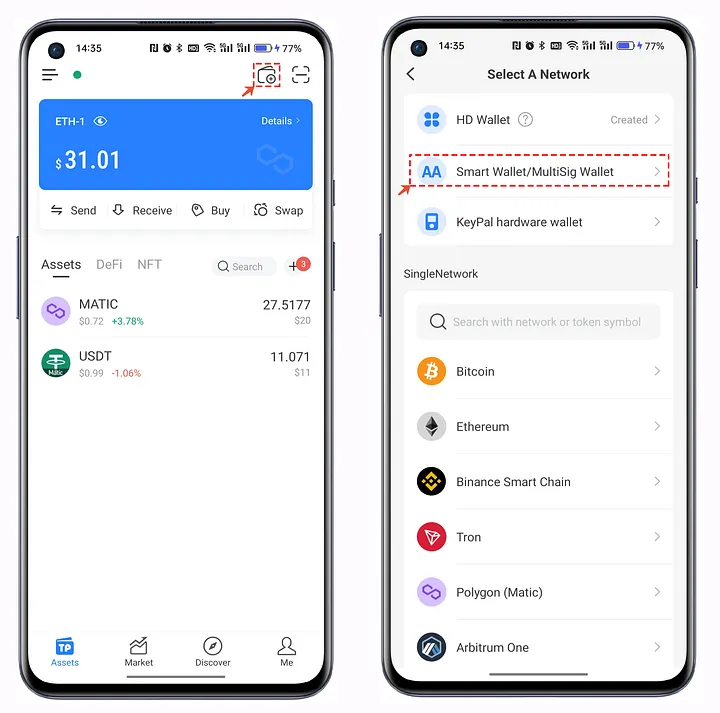 14:35
77%
ETH-1
Details
$31.01
Send
Receive
Buy
Swap
Assets
DeFi
NFT
Search
3
MATIC
27.5177
$0.72 +3.78%
$20
USDT
11.071
Matic
$0.99 -1.06%
$11
TP
Assets
Market
Discover
Me
14:35
77%
Select A Network
HD Wallet
?
Created
AA
Smart Wallet/MultiSig Wallet
KeyPal hardware wallet
SingleNetwork
Search with network or token symbol
Bitcoin
Ethereum
Binance Smart Chain
Tron
Polygon (Matic)
Arbitrum One